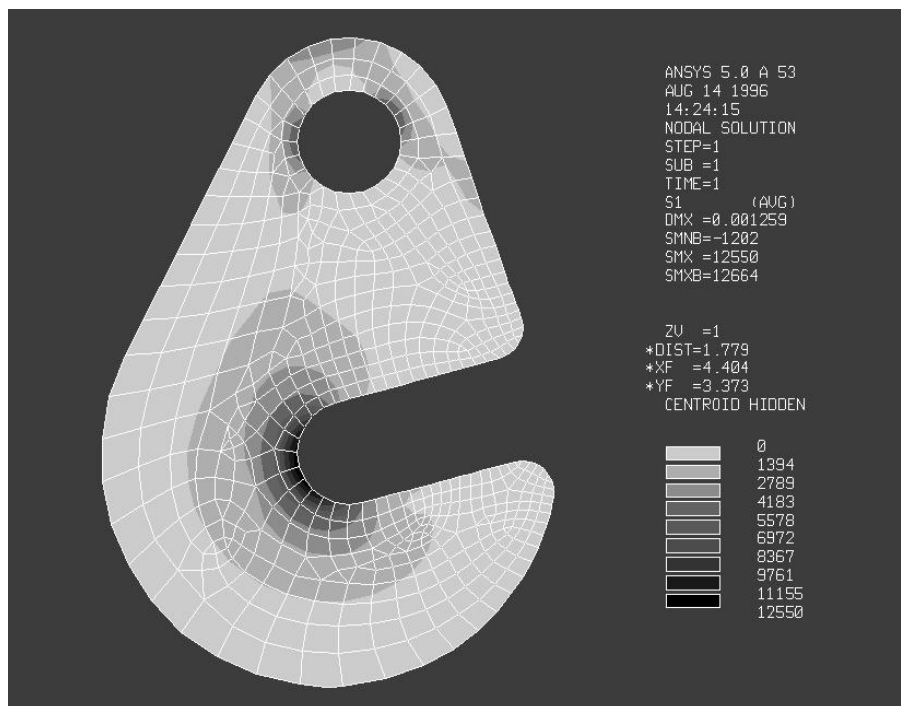 ANSYS 5.0 A 53
AUG 14 1996
14:24:15
NODAL SOLUTION
STEP=1
SUB =1
TIME=1
S1 (AVG)
DMX =0.001259
SMNB=-1202
SMX =12550
SMXB=12664
ZV =1
*DIST=1.779
*XF =4.404
*YF =3.373
CENTROID HIDDEN
0
1394
2789
4183
5578
6972
8367
9761
11155
12550